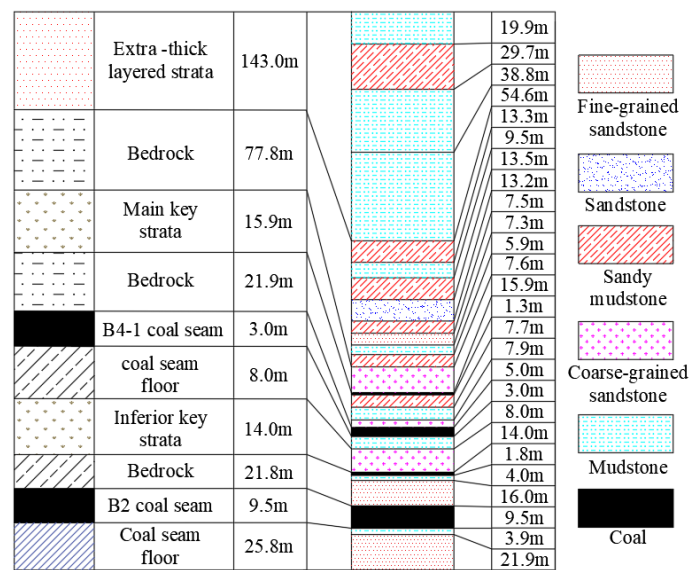 Extra -thick
layered strata
143.0m
Bedrock
77.8m
Main key
strata
15.9m
Bedrock
21.9m
B4-1 coal seam
3.0m
coal seam
floor
8.0m
Inferior key
strata
14.0m
Bedrock
21.8m
B2 coal seam
9.5m
Coal seam
floor
25.8m
19.9m
29.7m
38.8m
54.6m
13.3m
9.5m
13.5m
13.2m
7.5m
7.3m
5.9m
7.6m
15.9m
1.3m
7.7m
7.9m
5.0m
3.0m
8.0m
14.0m
1.8m
4.0m
16.0m
9.5m
3.9m
21.9m
Fine-grained
sandstone
Sandstone
Sandy
mudstone
Coarse-grained
sandstone
Mudstone
Coal